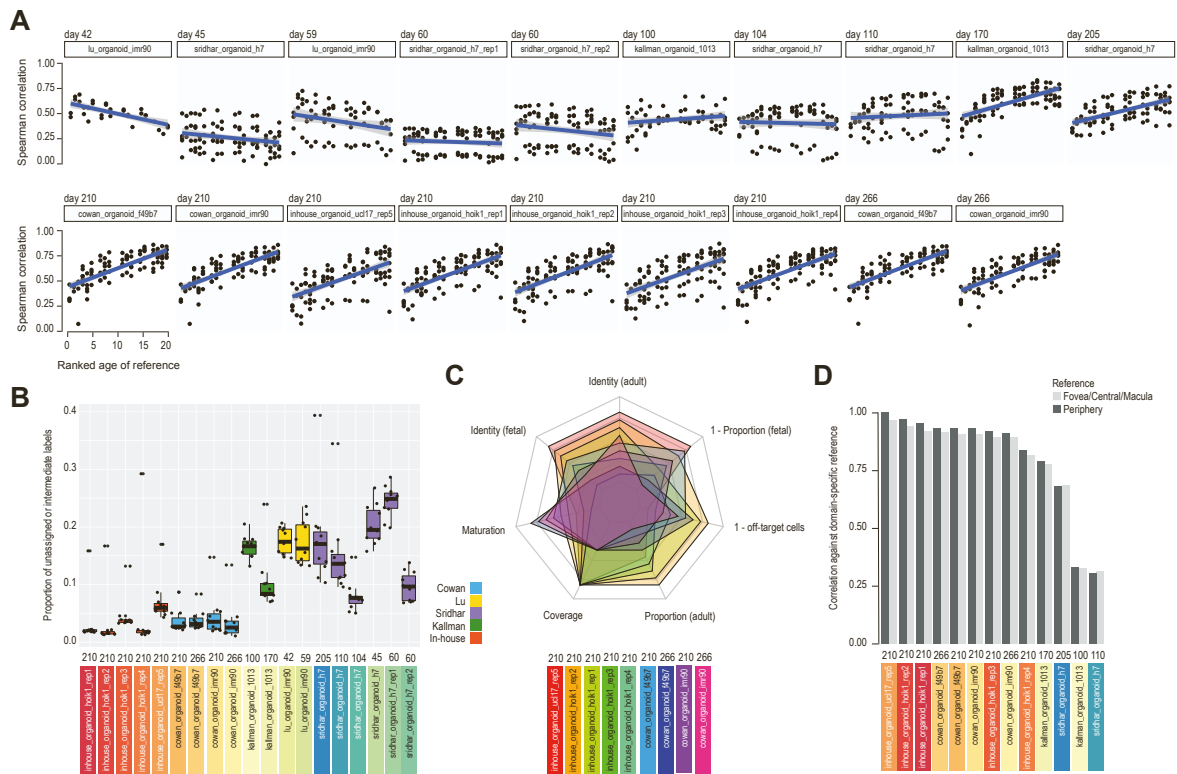 A
day 42
day 45
day 59
day 60
day 60
day 100
day 104
day 110
day 170
day 205
lu_organoid_imr90
sridhar_organoid_h7
lu_organoid_imr90
sridhar_organoid_h7_rep1
sridhar_organoid_h7_rep2
kallman_organoid_1013
sridhar_organoid_h7
sridhar_organoid_h7
kallman_organoid_1013
sridhar_organoid_h7
Spearman correlation
1.00
0.75
0.50
0.25
0.00
day 210
day 210
day 210
day 210
day 210
day 210
day 210
day 266
day 266
cowan_organoid_f49b7
cowan_organoid_imr90
inhouse_organoid_ucl17_rep5
inhouse_organoid_hoik1_rep1
inhouse_organoid_hoik1_rep2
inhouse_organoid_hoik1_rep3
inhouse_organoid_hoik1_rep4
cowan_organoid_f49b7
cowan_organoid_imr90
Spearman correlation
1.00
0.75
0.50
0.25
0.00
0 5 10 15 20
Ranked age of reference
B
Proportion of unassigned or intermediate labels
0.4
0.3
0.2
0.1
0.0
Cowan
Lu
Sridhar
Kallman
In-house
210 210 210 210 210 210 266 210 266 100 170 42 59 205 110 104 45 60 60
inhouse_organoid_hoik1_rep1
inhouse_organoid_hoik1_rep2
inhouse_organoid_hoik1_rep3
inhouse_organoid_hoik1_rep4
inhouse_organoid_ucl17_rep5
cowan_organoid_f49b7
cowan_organoid_f49b7
cowan_organoid_imr90
cowan_organoid_imr90
kallman_organoid_1013
kallman_organoid_1013
lu_organoid_imr90
lu_organoid_imr90
sridhar_organoid_h7
sridhar_organoid_h7
sridhar_organoid_h7
sridhar_organoid_h7
sridhar_organoid_h7_rep1
sridhar_organoid_h7_rep2
C
Identity (adult)
1 - Proportion (fetal)
1 - off-target cells
Proportion (adult)
Coverage
Maturation
Identity (fetal)
210 210 210 210 210 210 266 210 266
inhouse_organoid_ucl17_rep5
inhouse_organoid_hoik1_rep2
inhouse_organoid_hoik1_rep1
inhouse_organoid_hoik1_rep3
inhouse_organoid_hoik1_rep4
cowan_organoid_f49b7
cowan_organoid_f49b7
cowan_organoid_imr90
cowan_organoid_imr90
D
Reference
Fovea/Central/Macula
Periphery
Correlation against domain-specific reference
1.00
0.75
0.50
0.25
0.00
210 210 210 266 210 210 210 266 210 170 205 100 110
inhouse_organoid_ucl17_rep5
inhouse_organoid_hoik1_rep2
inhouse_organoid_hoik1_rep1
cowan_organoid_f49b7
cowan_organoid_f49b7
cowan_organoid_imr90
inhouse_organoid_hoik1_rep3
cowan_organoid_imr90
inhouse_organoid_hoik1_rep4
kallman_organoid_1013
sridhar_organoid_h7
kallman_organoid_1013
sridhar_organoid_h7